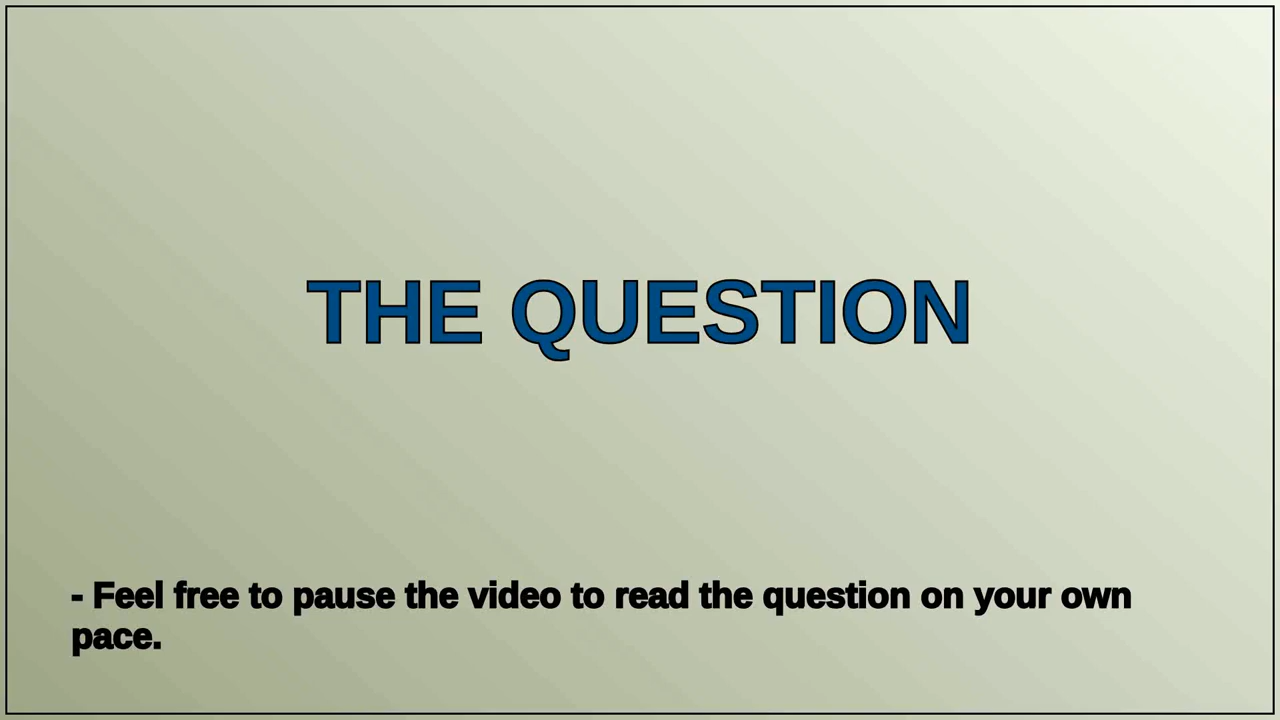 THE QUESTION
- Feel free to pause the video to read the question on your own
pace.